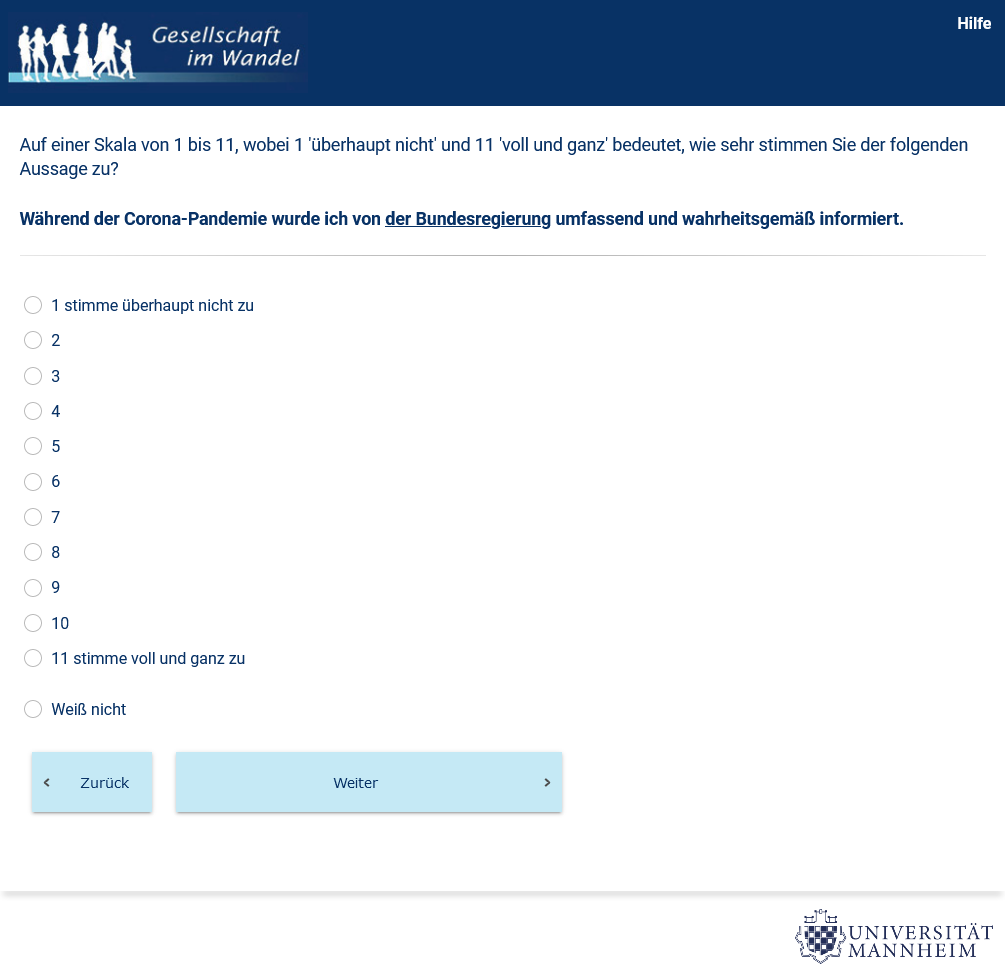 Gesellschaft
im Wandel
Hilfe
Auf einer Skala von 1 bis 11, wobei 1 'überhaupt nicht' und 11 'voll und ganz' bedeutet, wie sehr stimmen Sie der folgenden
Aussage zu?
Während der Corona-Pandemie wurde ich von der Bundesregierung umfassend und wahrheitsgemäß informiert.
1 stimme überhaupt nicht zu
2
3
4
5
6
7
8
9
10
11 stimme voll und ganz zu
Weiß nicht
Zurück
Weiter
UNIVERSITÄT
MANNHEIM